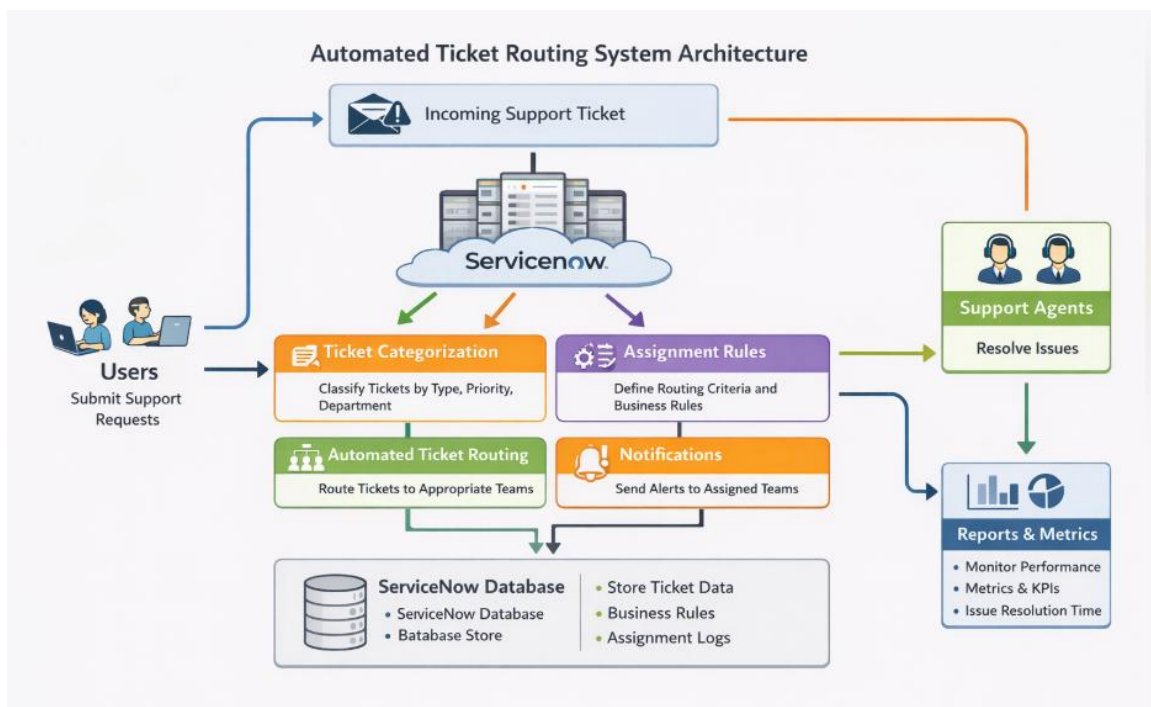 Automated Ticket Routing System Architecture
Incoming Support Ticket
Servicenow.
Users
Submit Support
Requests
Ticket Categorization
Classify Tickets by Type, Priority,
Department
Assignment Rules
Define Routing Criteria and
Business Rules
Support Agents
Resolve Issues
Automated Ticket Routing
Route Tickets to Appropriate Teams
Notifications
Send Alerts to Assigned Teams
Reports & Metrics
• Monitor Performance
• Metrics & KPIs
• Issue Resolution Time
ServiceNow Database
• ServiceNow Database
• Batabase Store
• Store Ticket Data
• Business Rules
• Assignment Logs